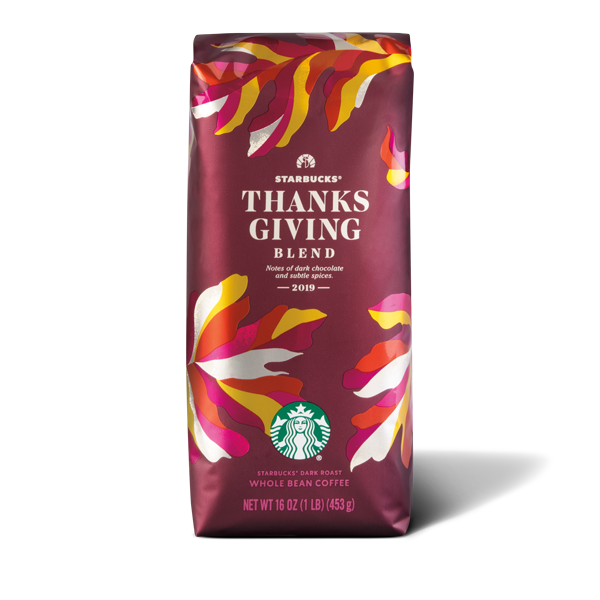 STARBUCKS®
THANKS
GIVING
BLEND
Notes of dark chocolate
and subtle spices.
— 2019 —
®
STARBUCKS® DARK ROAST
WHOLE BEAN COFFEE
NET WT 16 OZ (1 LB) (453 g)